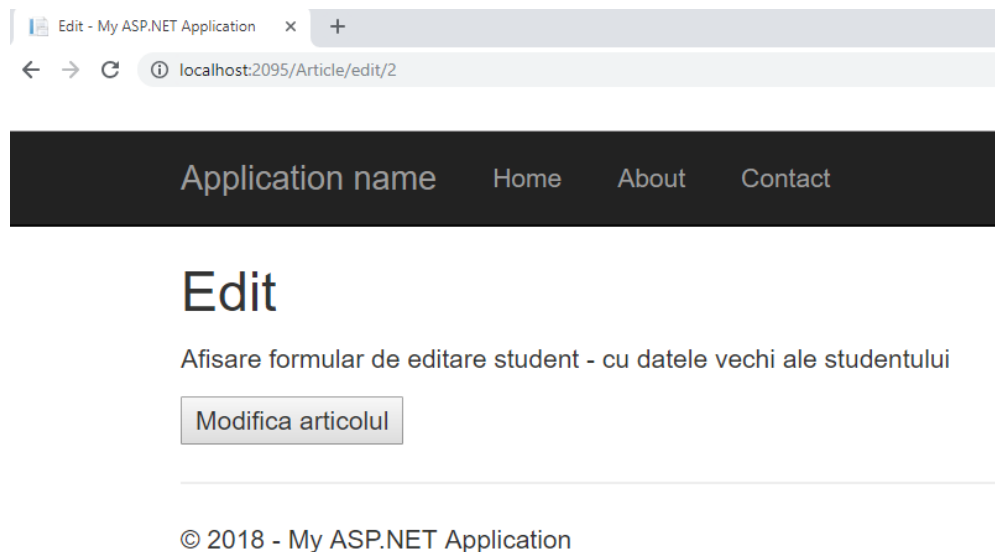 Edit - My ASP.NET Application
localhost:2095/Article/edit/2
Application name Home About Contact
Edit
Afisare formular de editare student - cu datele vechi ale studentului
Modifica articolul
© 2018 - My ASP.NET Application